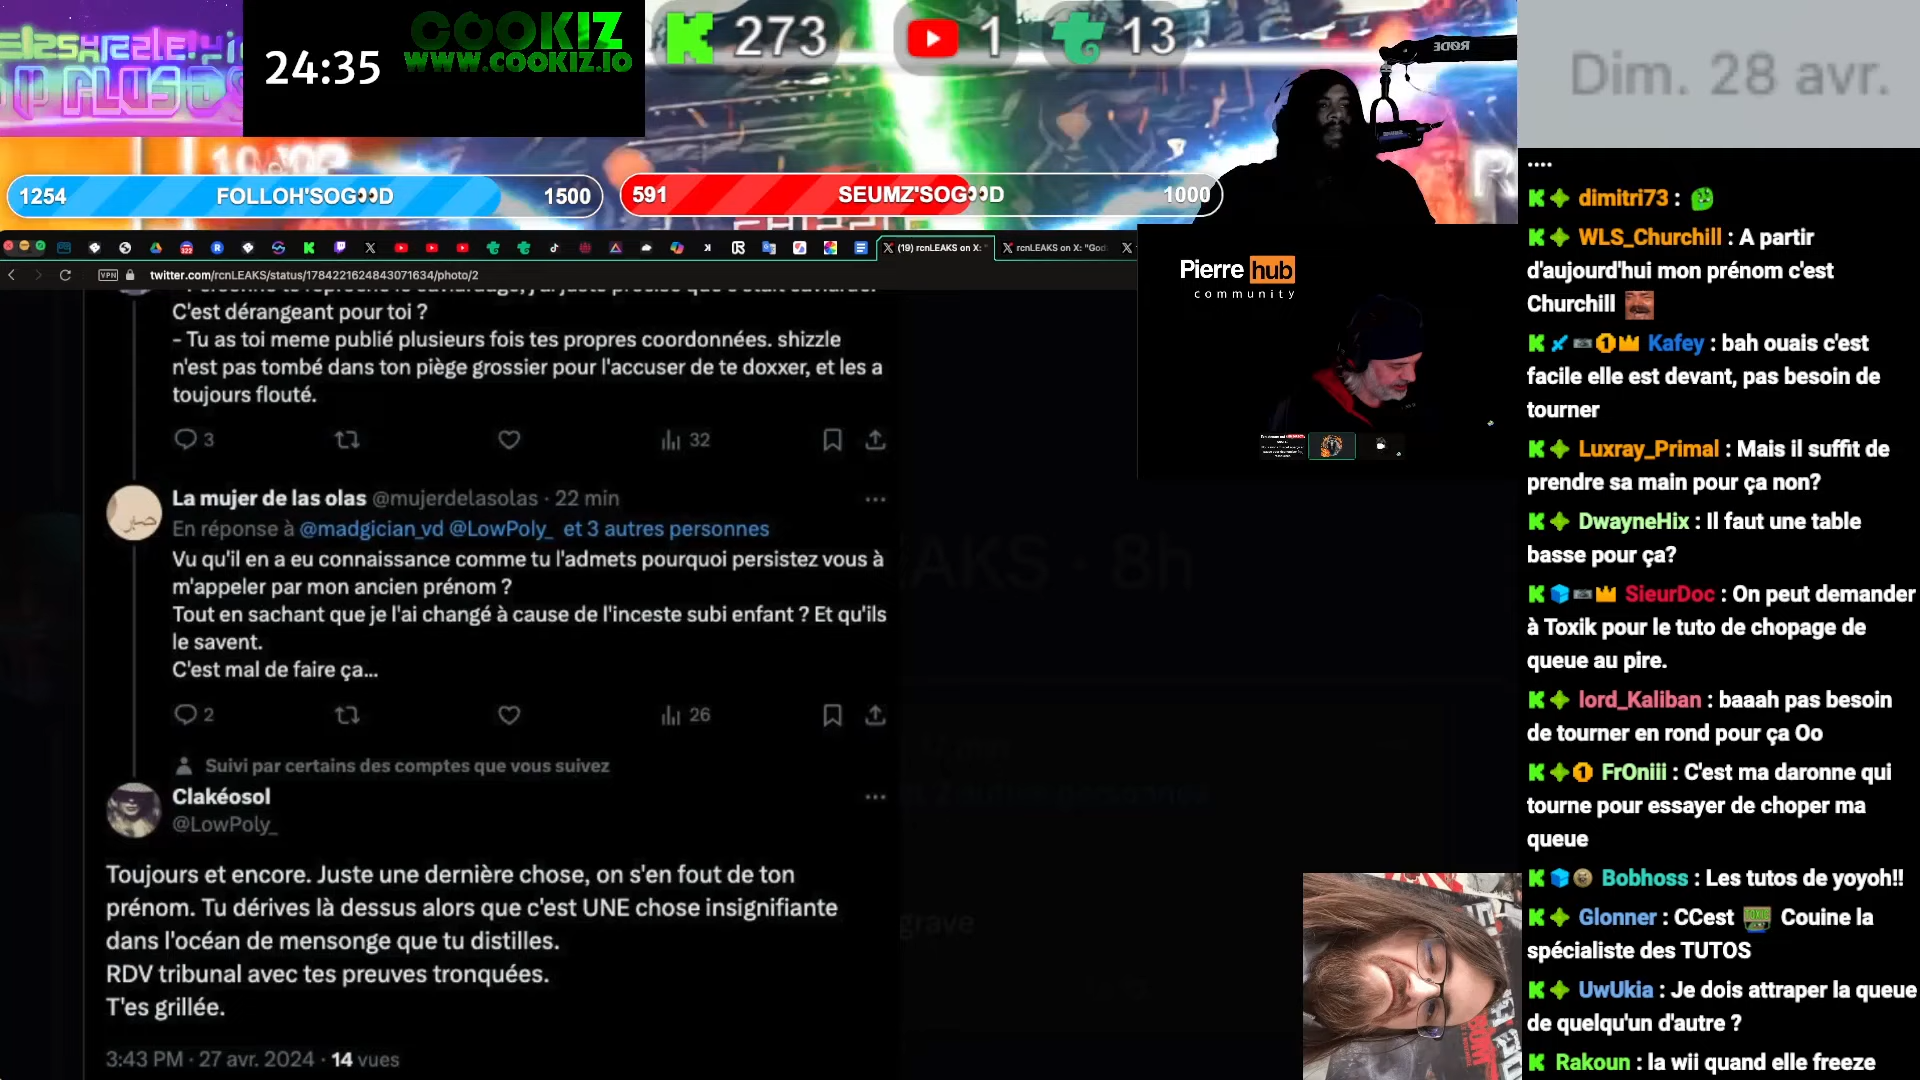 24:35
COOKIZ
WWW.COOKIZ.IO
273
1
13
RØDE
Dim. 28 avr.
1254 FOLLOH'SOG👀D 1500
591 SEUMZ'SOG👀D 1000
(19) rcnLEAKS on X: "
rcnLEAKS on X: "God
VPN twitter.com/rcnLEAKS/status/1784221624843071634/photo/2
C'est dérangeant pour toi ?
- Tu as toi meme publié plusieurs fois tes propres coordonnées. shizzle
n'est pas tombé dans ton piège grossier pour l'accuser de te doxxer, et les a
toujours flouté.
3 32
La mujer de las olas @mujerdelasolas · 22 min
En réponse à @madgician_vd @LowPoly_ et 3 autres personnes
Vu qu'il en a eu connaissance comme tu l'admets pourquoi persistez vous à
m'appeler par mon ancien prénom ?
Tout en sachant que je l'ai changé à cause de l'inceste subi enfant ? Et qu'ils
le savent.
C'est mal de faire ça...
2 26
Suivi par certains des comptes que vous suivez
Clakéosol
@LowPoly_
Toujours et encore. Juste une dernière chose, on s'en fout de ton
prénom. Tu dérives là dessus alors que c'est UNE chose insignifiante
dans l'océan de mensonge que tu distilles.
RDV tribunal avec tes preuves tronquées.
T'es grillée.
3:43 PM · 27 avr. 2024 · 14 vues
EAKS · 8h
grave
Pierre hub
community
....
dimitri73 :
WLS_Churchill : A partir
d'aujourd'hui mon prénom c'est
Churchill
Kafey : bah ouais c'est
facile elle est devant, pas besoin de
tourner
Luxray_Primal : Mais il suffit de
prendre sa main pour ça non?
DwayneHix : Il faut une table
basse pour ça?
SieurDoc : On peut demander
à Toxik pour le tuto de chopage de
queue au pire.
lord_Kaliban : baaah pas besoin
de tourner en rond pour ça Oo
FrOniii : C'est ma daronne qui
tourne pour essayer de choper ma
queue
Bobhoss : Les tutos de yoyoh!!
Glonner : CCest Couine la
spécialiste des TUTOS
UwUkia : Je dois attraper la queue
de quelqu'un d'autre ?
Rakoun : la wii quand elle freeze